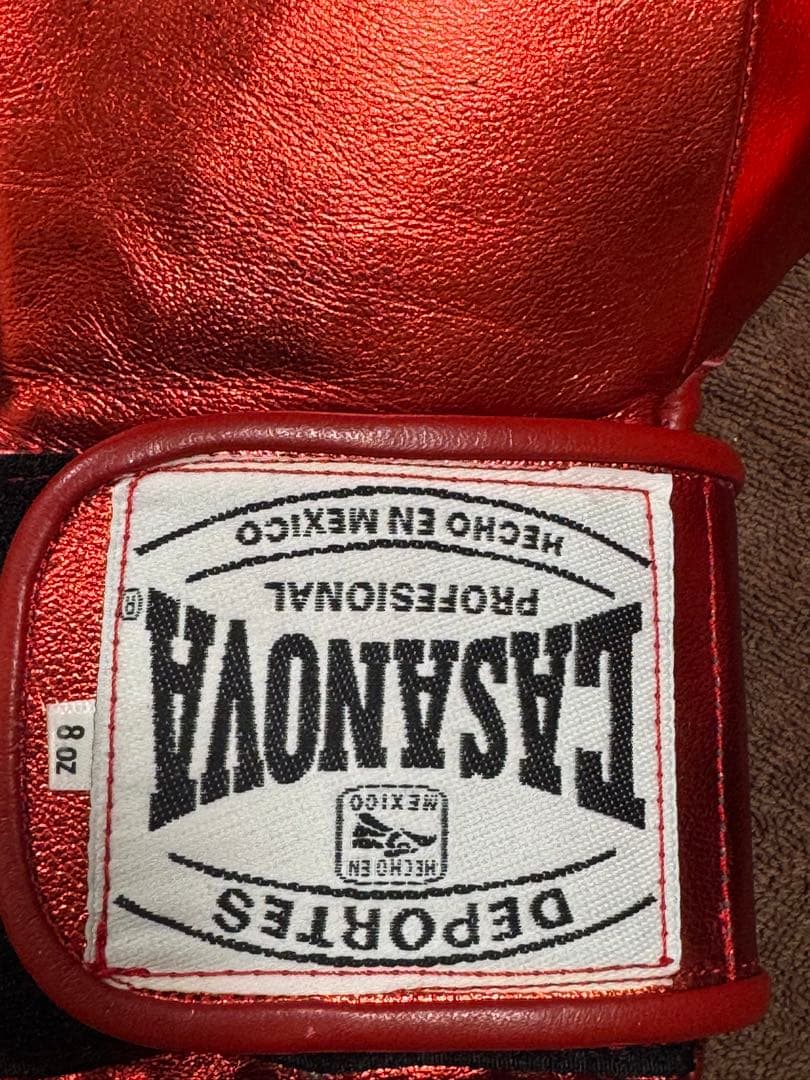 DEPORTES
HECHO EN
MEXICO
CASANOVA®
PROFESIONAL
HECHO EN MEXICO
8 oz